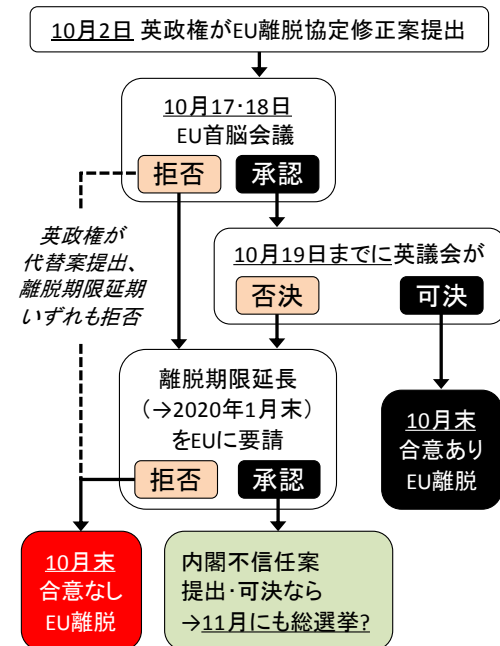 10月2日 英政権がEU離脱協定修正案提出
10月17･18日
EU首脳会議
拒否 承認
英政権が
代替案提出、
離脱期限延期
いずれも拒否
10月19日までに英議会が
否決 可決
離脱期限延長
(→2020年1月末)
をEUに要請
拒否 承認
10月末
合意あり
EU離脱
10月末
合意なし
EU離脱
内閣不信任案
提出･可決なら
→11月にも総選挙?